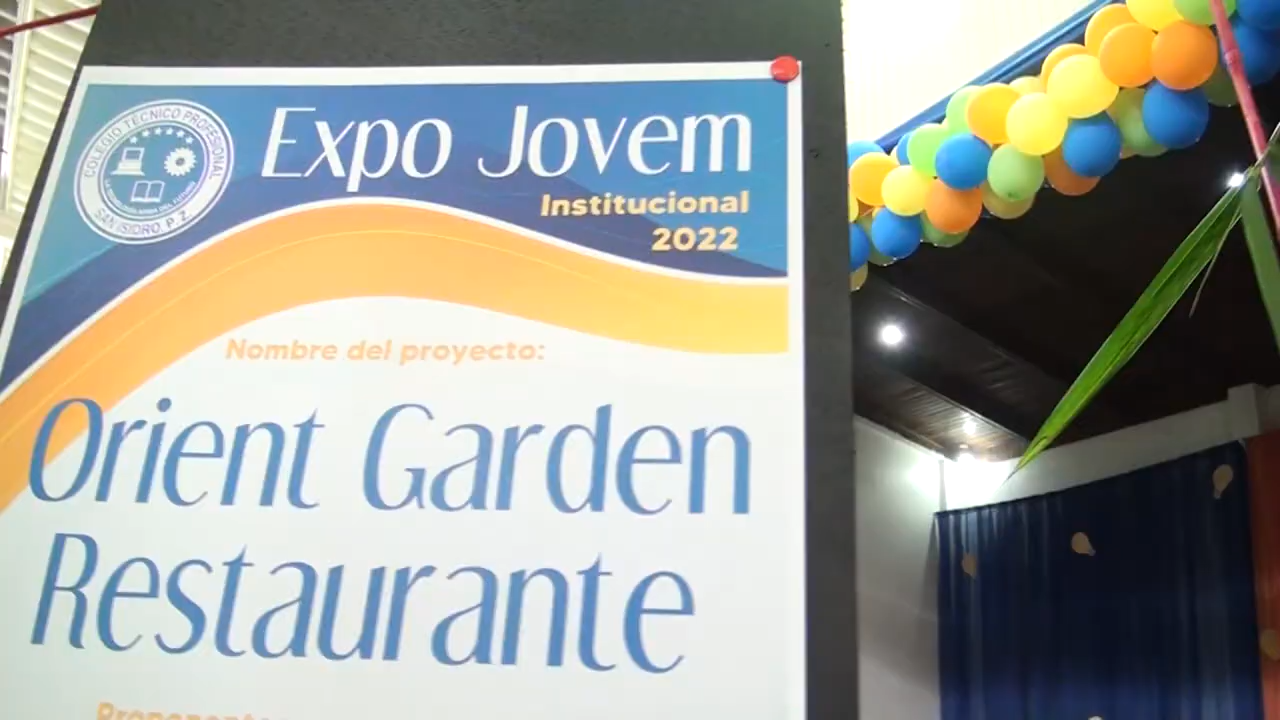 COLEGIO TÉCNICO PROFESIONAL
SAN ISIDRO, P. Z.
Expo Jovem
Institucional
2022
Nombre del proyecto:
Orient Garden
Restaurante